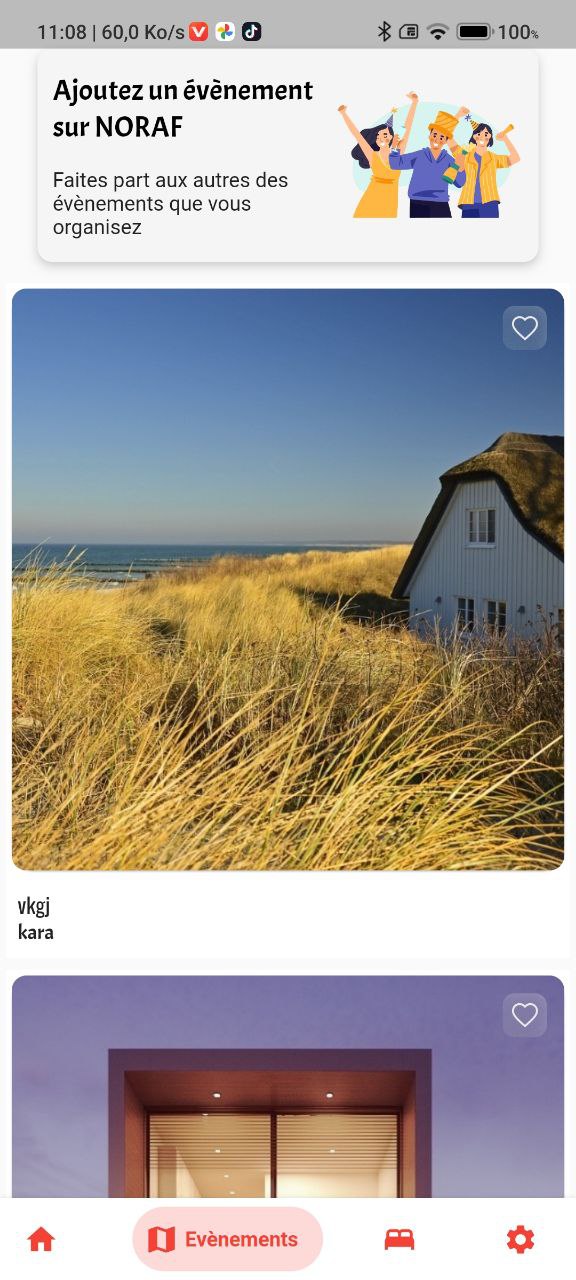 11:08 | 60,0 Ko/s 100%
Ajoutez un évènement
sur NORAF
Faites part aux autres des
évènements que vous
organisez
vkgj
kara
Evènements